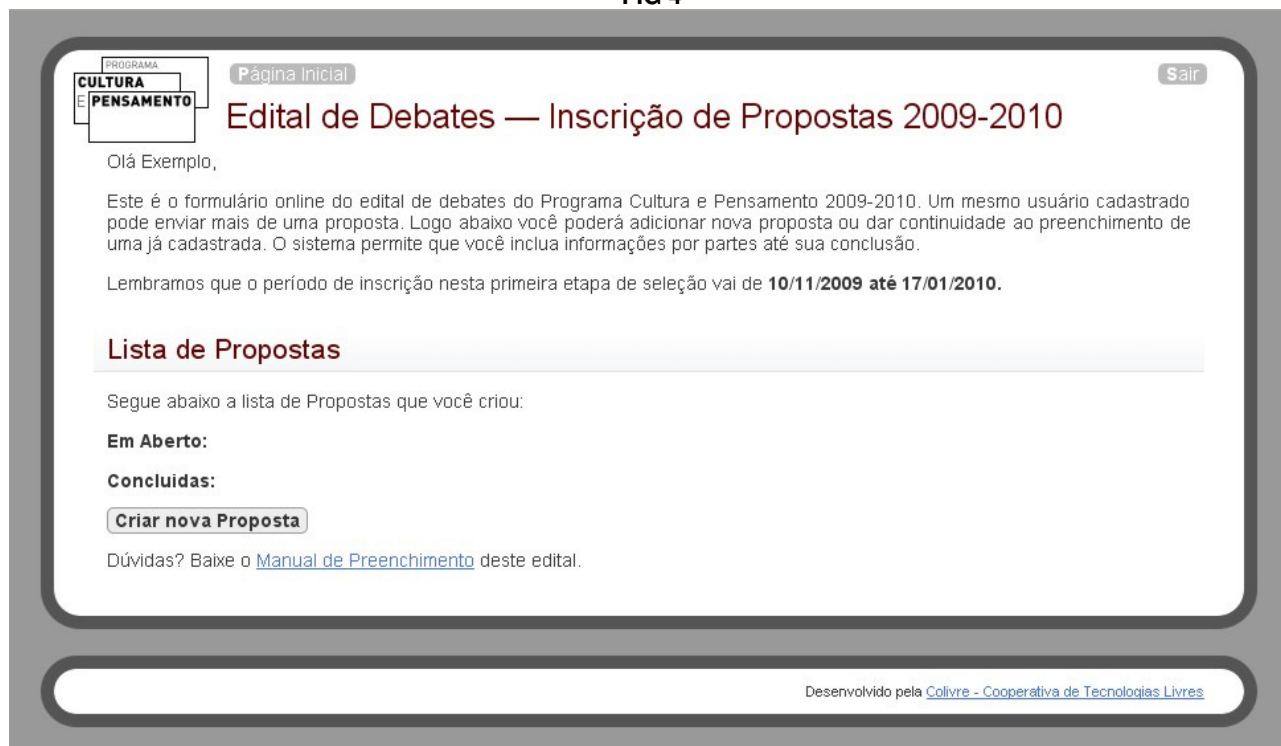 PROGRAMA
CULTURA
E PENSAMENTO
Página Inicial
Sair
Edital de Debates — Inscrição de Propostas 2009-2010
Olá Exemplo,
Este é o formulário online do edital de debates do Programa Cultura e Pensamento 2009-2010. Um mesmo usuário cadastrado
pode enviar mais de uma proposta. Logo abaixo você poderá adicionar nova proposta ou dar continuidade ao preenchimento de
uma já cadastrada. O sistema permite que você inclua informações por partes até sua conclusão.
Lembramos que o período de inscrição nesta primeira etapa de seleção vai de 10/11/2009 até 17/01/2010.
Lista de Propostas
Segue abaixo a lista de Propostas que você criou:
Em Aberto:
Concluidas:
Criar nova Proposta
Dúvidas? Baixe o Manual de Preenchimento deste edital.
Desenvolvido pela Colivre - Cooperativa de Tecnologias Livres